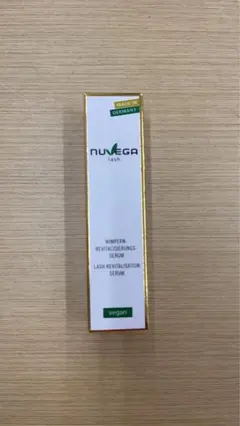 MADE IN
GERMANY
NUVEGA
lash
WIMPERN-
REVITALISIERUNGS-
SERUM
LASH REVITALISATION
SERUM
vegan